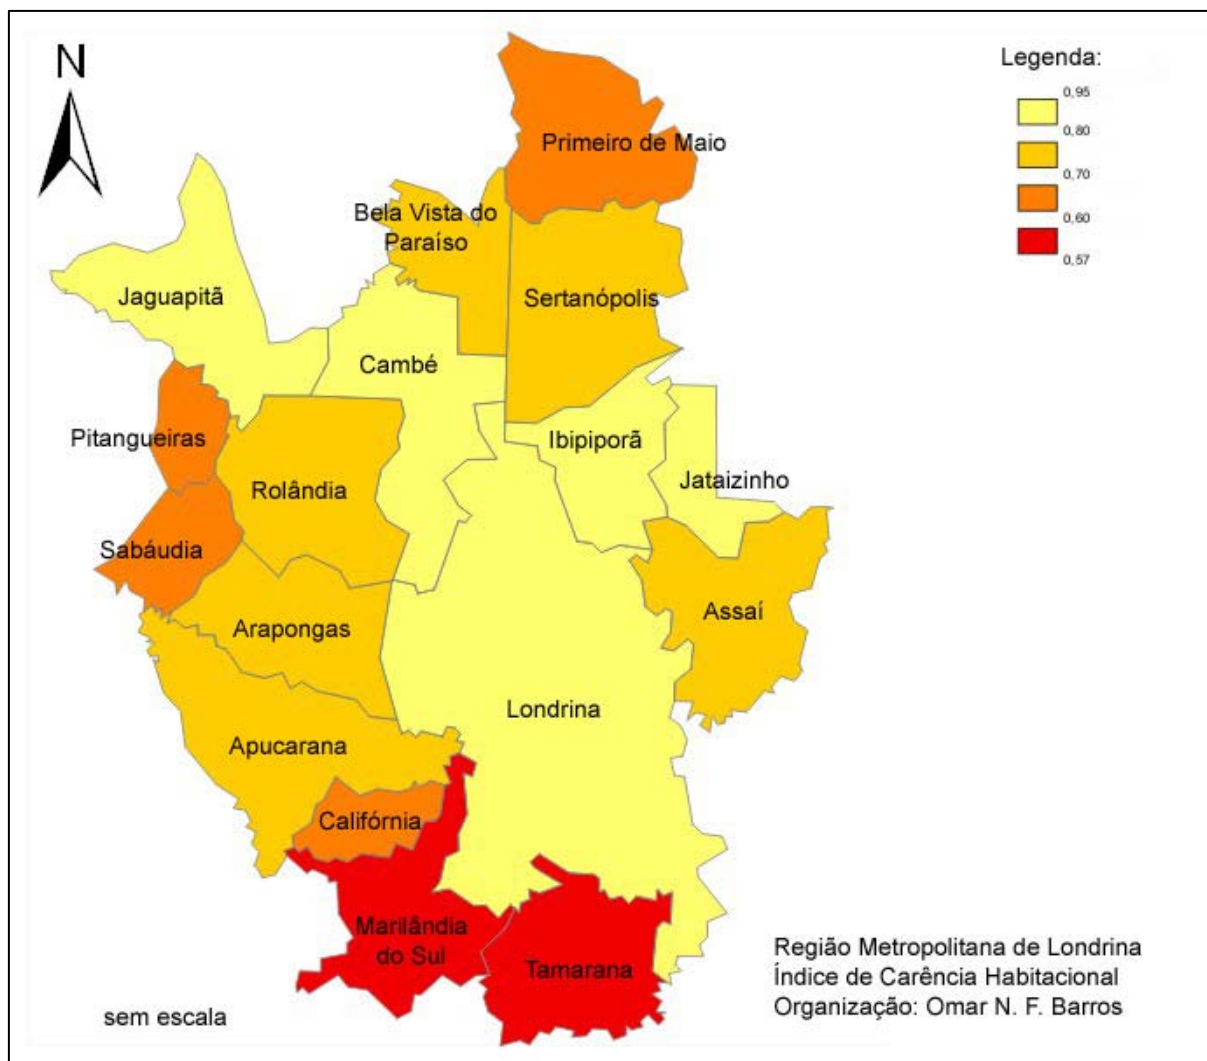 N
Legenda:
0,95
0,80
0,70
0,60
0,57
Primeiro de Maio
Bela Vista do
Paraíso
Jaguapitã
Sertanópolis
Cambé
Pitangueiras
Ibipiporã
Rolândia
Jataizinho
Sabáudia
Assaí
Arapongas
Londrina
Apucarana
Califórnia
Marilândia
do Sul
Tamarana
Região Metropolitana de Londrina
Índice de Carência Habitacional
Organização: Omar N. F. Barros
sem escala